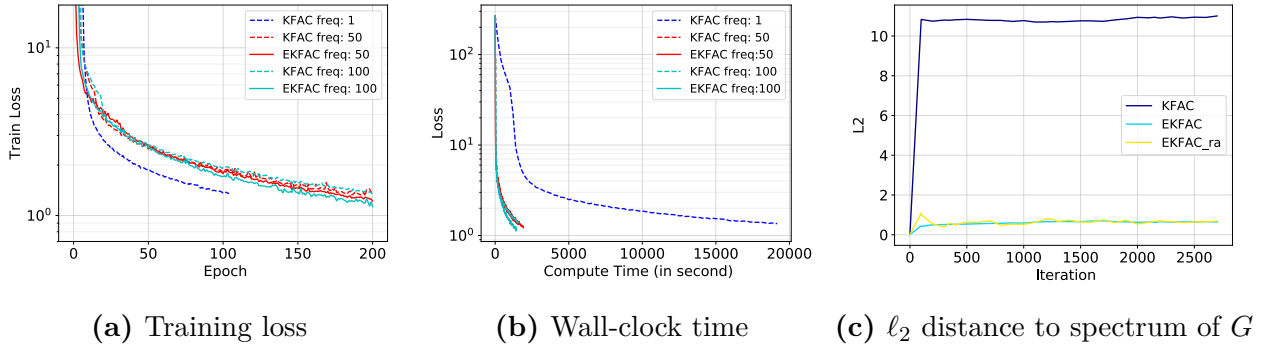 10¹
10⁰
Train Loss
0
50
100
150
200
Epoch
KFAC freq: 1
KFAC freq: 50
EKFAC freq: 50
KFAC freq: 100
EKFAC freq: 100
(a) Training loss
10²
10¹
10⁰
Loss
0
5000
10000
15000
20000
Compute Time (in second)
KFAC freq: 1
KFAC freq: 50
EKFAC freq:50
KFAC freq: 100
EKFAC freq:100
(b) Wall-clock time
10
8
6
4
2
0
L2
0
500
1000
1500
2000
2500
Iteration
KFAC
EKFAC
EKFAC_ra
(c) ℓ₂ distance to spectrum of G